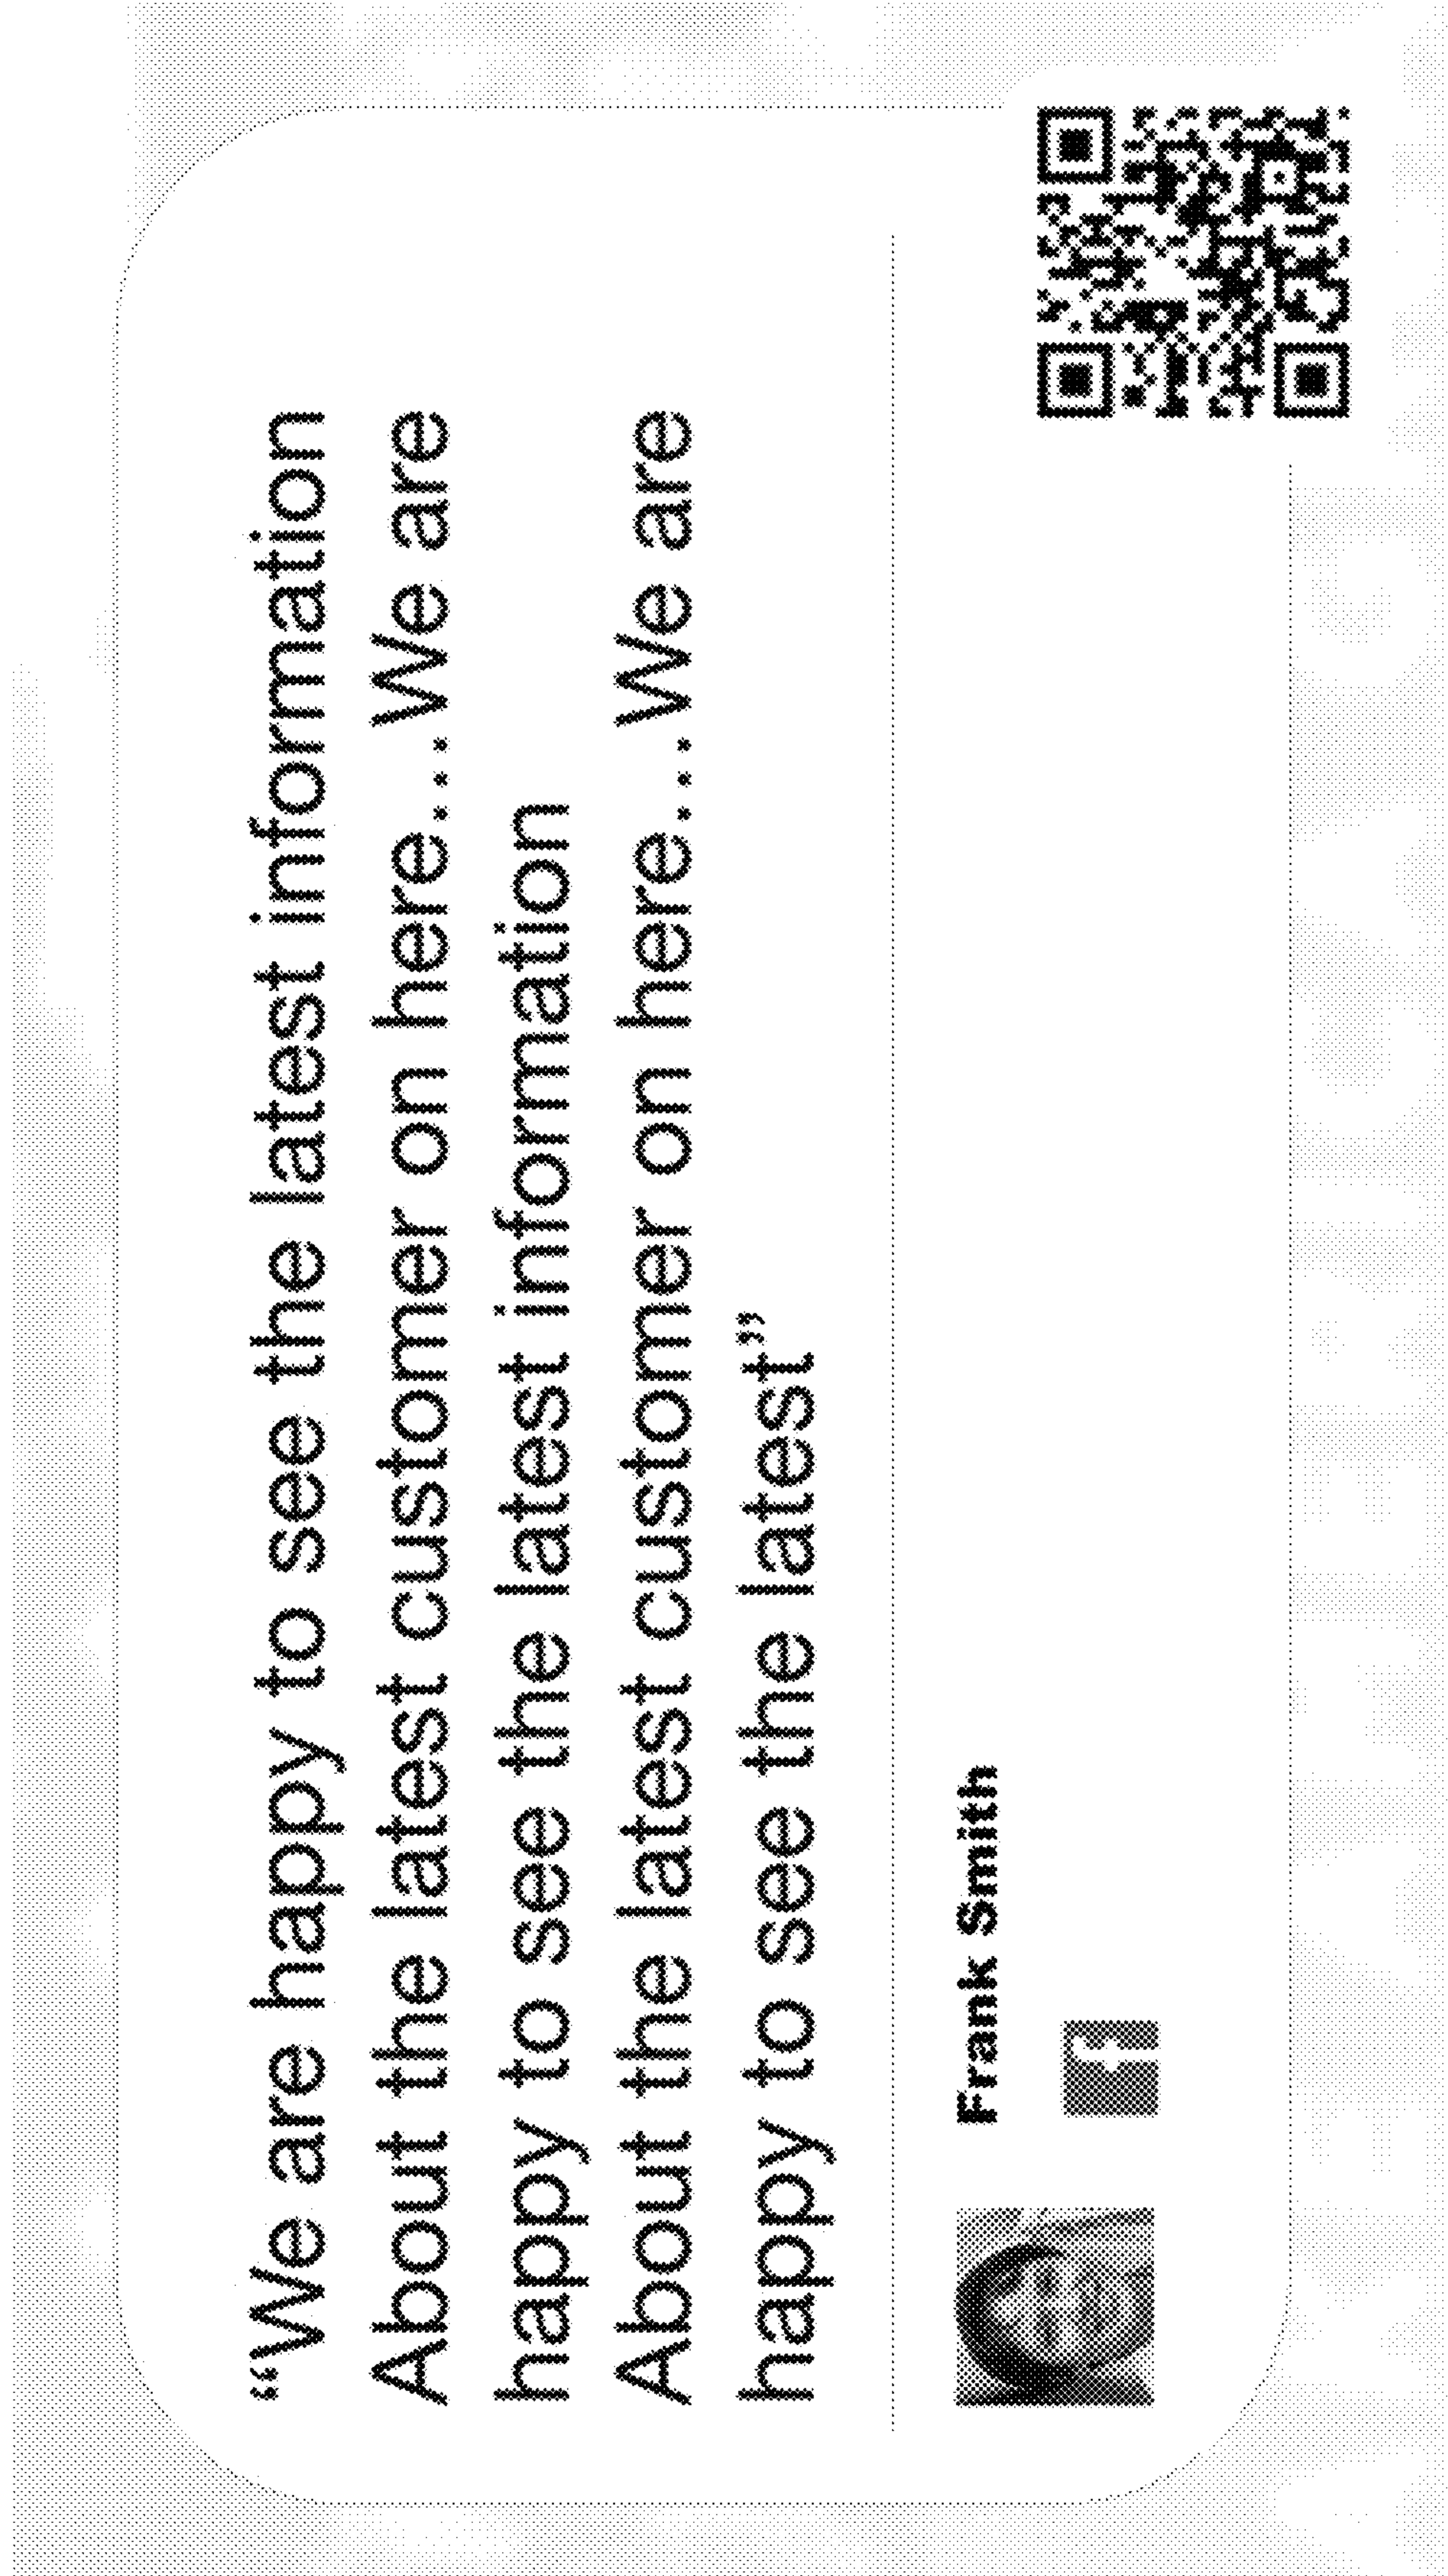 “We are happy to see the latest information
About the latest customer on here...We are
happy to see the latest information
About the latest customer on here...We are
happy to see the latest”
Frank Smith
f